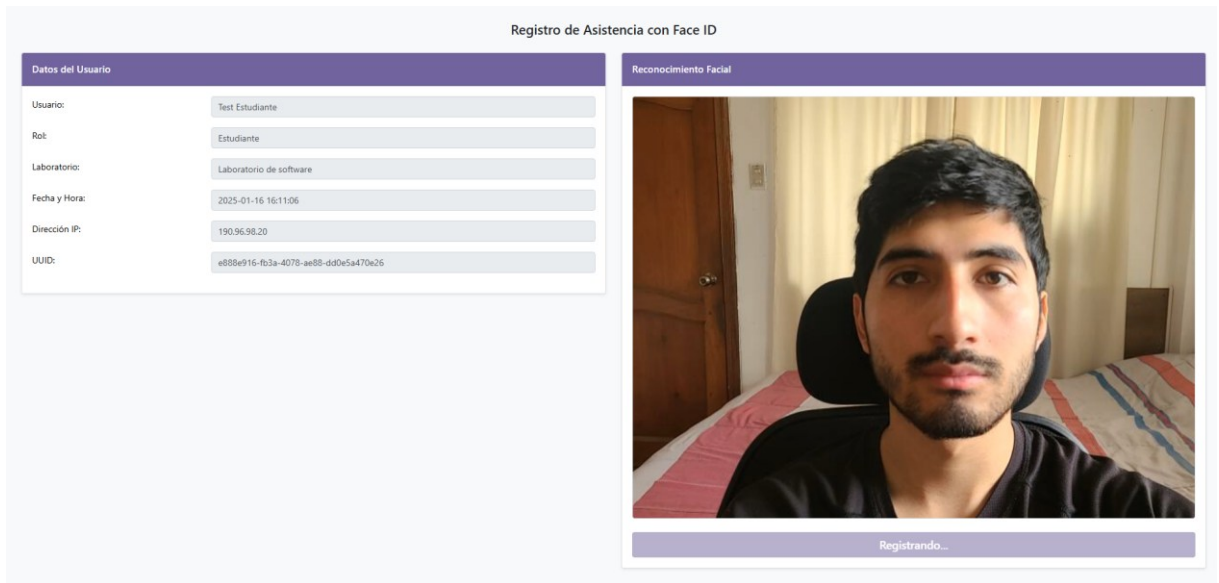 Registro de Asistencia con Face ID
Datos del Usuario
Usuario: Test Estudiante
Rol: Estudiante
Laboratorio: Laboratorio de software
Fecha y Hora: 2025-01-16 16:11:06
Dirección IP: 190.96.98.20
UUID: e888e916-fb3a-4078-ae88-dd0e5a470e26
Reconocimiento Facial
Registrando...